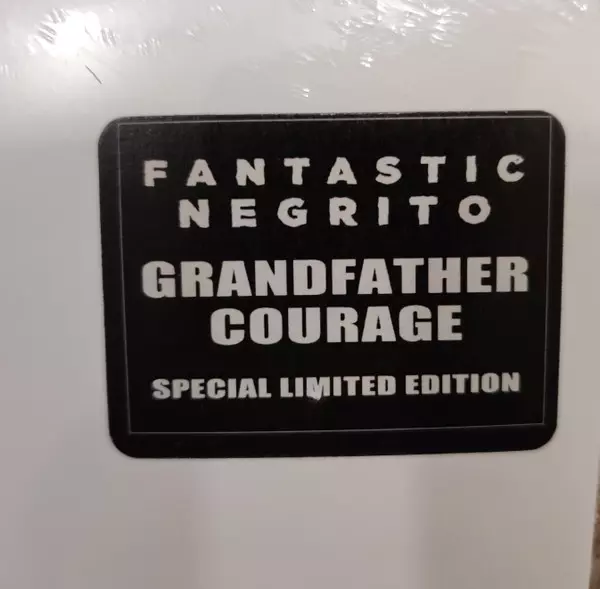 FANTASTIC
NEGRITO
GRANDFATHER
COURAGE
SPECIAL LIMITED EDITION